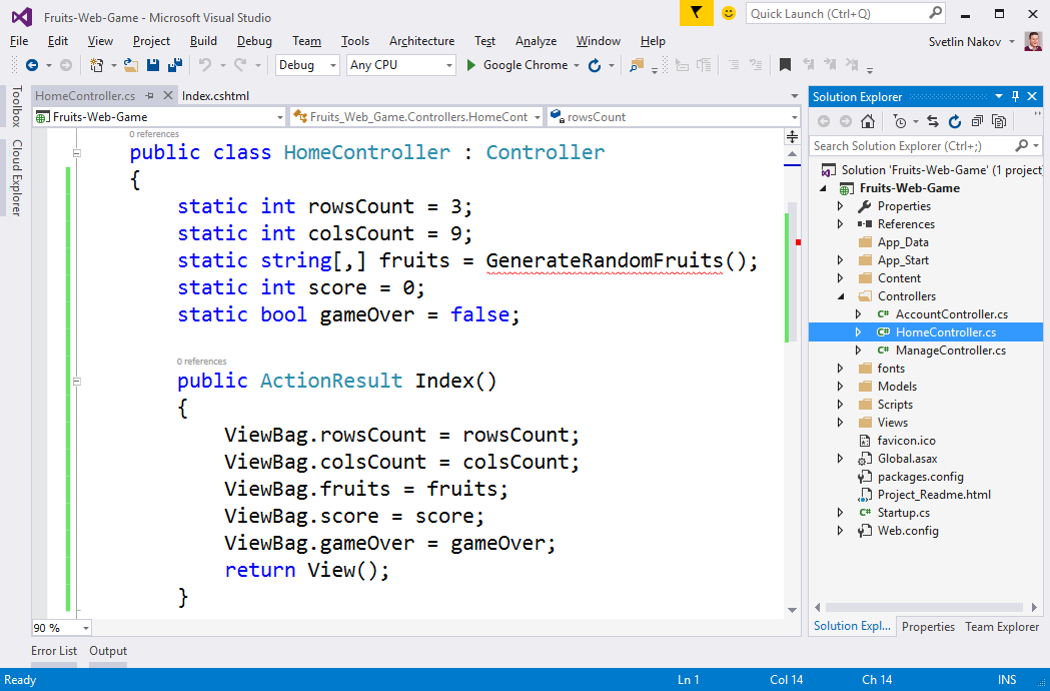 Fruits-Web-Game - Microsoft Visual Studio
Quick Launch (Ctrl+Q)
File Edit View Project Build Debug Team Tools Architecture Test Analyze Window Help
Svetlin Nakov
Debug Any CPU Google Chrome
Toolbox
Cloud Explorer
HomeController.cs Index.cshtml
Fruits-Web-Game Fruits_Web_Game.Controllers.HomeCont rowsCount
0 references
public class HomeController : Controller
{
static int rowsCount = 3;
static int colsCount = 9;
static string[,] fruits = GenerateRandomFruits();
static int score = 0;
static bool gameOver = false;
0 references
public ActionResult Index()
{
ViewBag.rowsCount = rowsCount;
ViewBag.colsCount = colsCount;
ViewBag.fruits = fruits;
ViewBag.score = score;
ViewBag.gameOver = gameOver;
return View();
}
90 %
Solution Explorer
Search Solution Explorer (Ctrl+;)
Solution 'Fruits-Web-Game' (1 project
Fruits-Web-Game
Properties
References
App_Data
App_Start
Content
Controllers
C# AccountController.cs
C# HomeController.cs
C# ManageController.cs
fonts
Models
Scripts
Views
favicon.ico
Global.asax
packages.config
Project_Readme.html
C# Startup.cs
Web.config
Solution Expl... Properties Team Explorer
Error List Output
Ready Ln 1 Col 14 Ch 14 INS